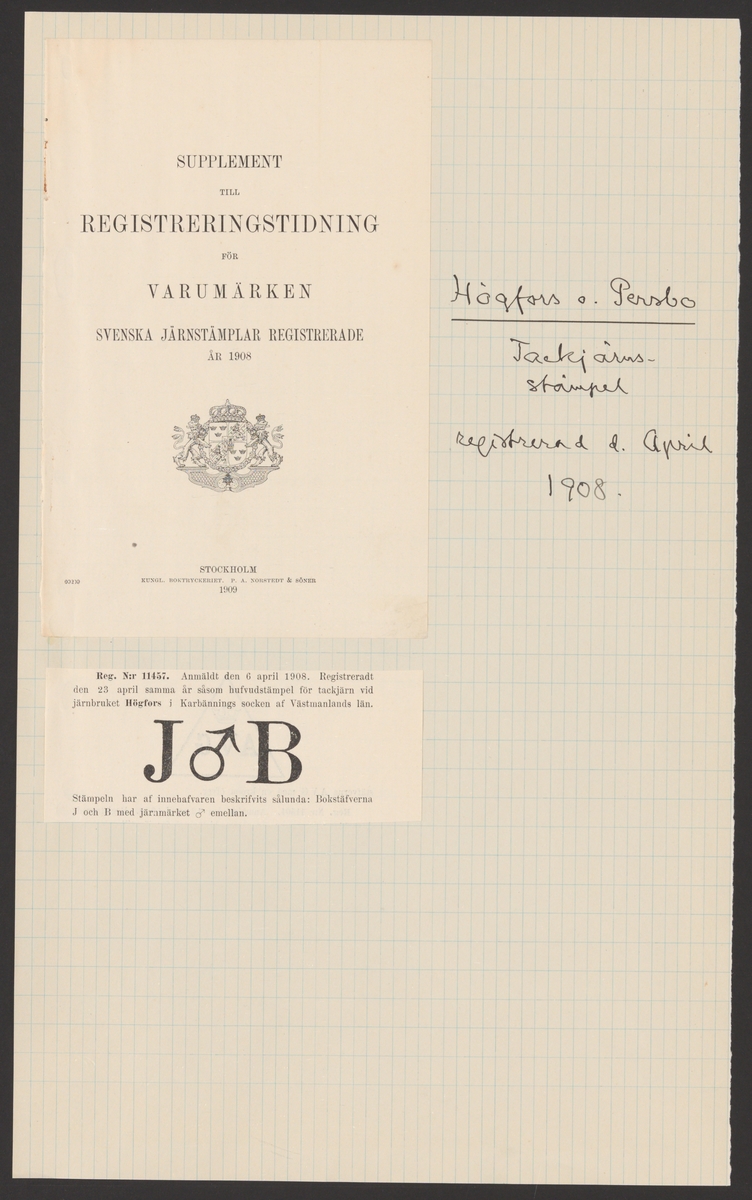 SUPPLEMENT
TILL
REGISTRERINGSTIDNING
FÖR
VARUMÄRKEN
SVENSKA JÄRNSTÄMPLAR REGISTRERADE
ÅR 1908
STOCKHOLM
KUNGL. BOKTRYCKERIET. P. A. NORSTEDT & SÖNER
1909
Högfors o. Persbo
Tackjärns-
stämpel
registrerad d. April
1908.
Reg. N:r 11457. Anmäldt den 6 april 1908. Registreradt
den 23 april samma år såsom hufvudstämpel för tackjärn vid
järnbruket Högfors i Karbännings socken af Västmanlands län.
J♂B
Stämpeln har af innehafvaren beskrifvits sålunda: Bokstäfverna
J och B med järnmärket ♂ emellan.